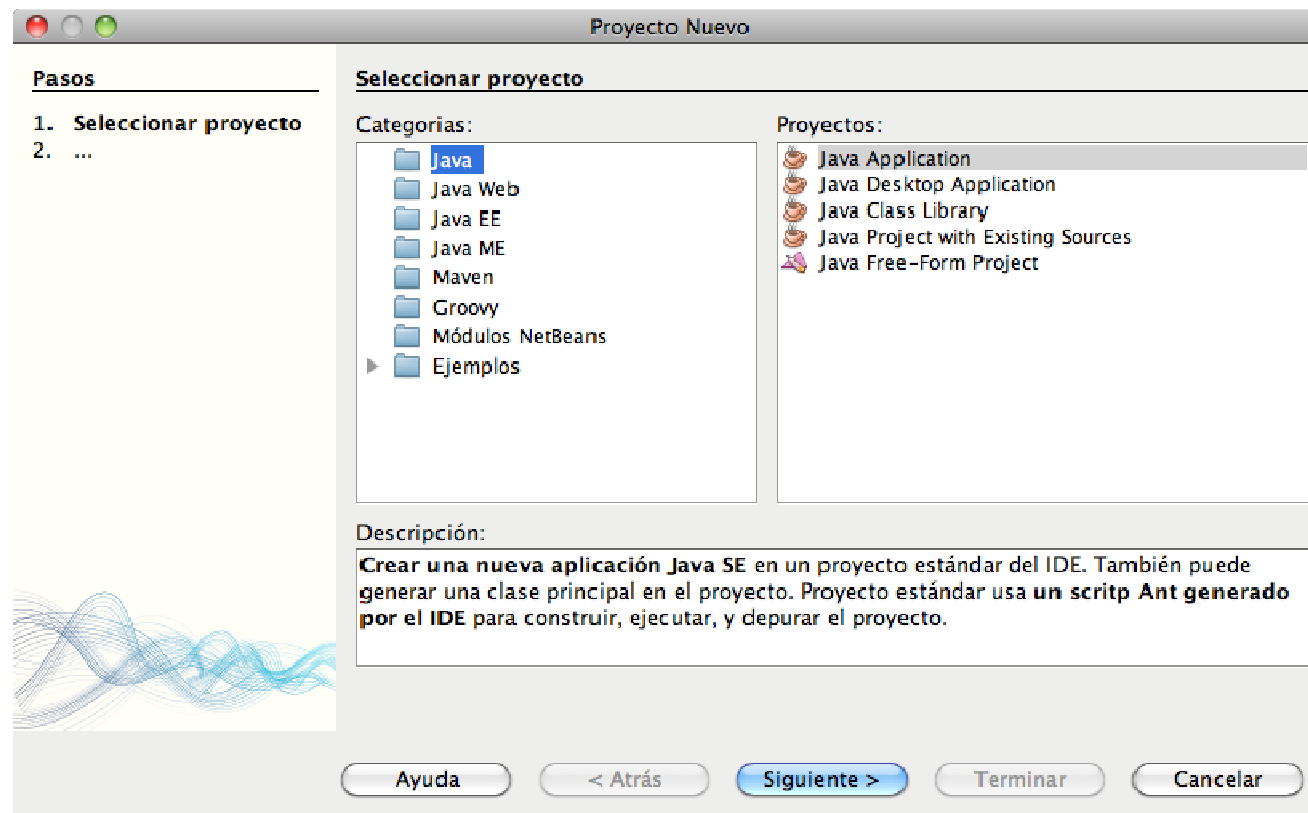 Proyecto Nuevo
Pasos
1. Seleccionar proyecto
2. ...
Seleccionar proyecto
Categorias:
Java
Java Web
Java EE
Java ME
Maven
Groovy
Módulos NetBeans
Ejemplos
Proyectos:
Java Application
Java Desktop Application
Java Class Library
Java Project with Existing Sources
Java Free-Form Project
Descripción:
Crear una nueva aplicación Java SE en un proyecto estándar del IDE. También puede
generar una clase principal en el proyecto. Proyecto estándar usa un scritp Ant generado
por el IDE para construir, ejecutar, y depurar el proyecto.
Ayuda
< Atrás
Siguiente >
Terminar
Cancelar